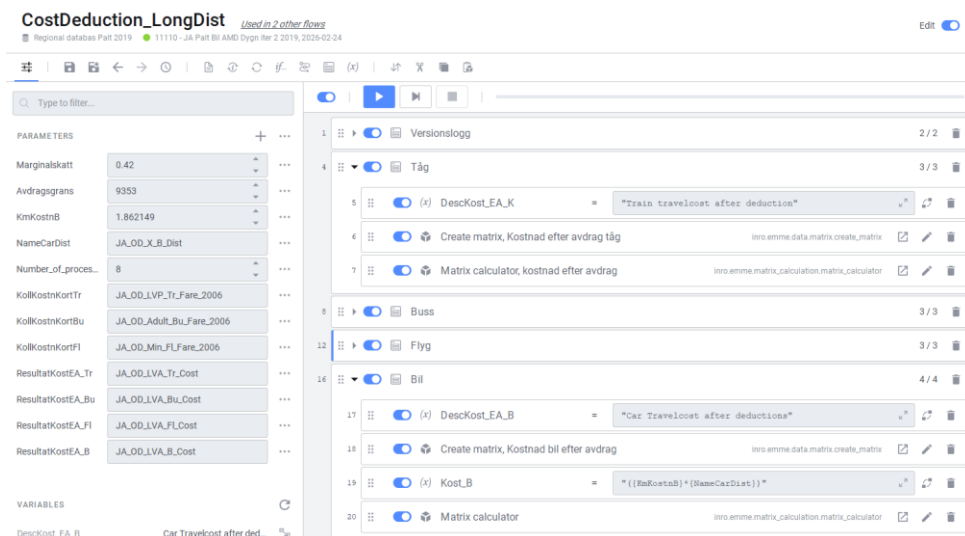 CostDeduction_LongDist Used in 2 other flows
Edit
Regional databas Palt 2019 11110 - JA Palt Bil AMD Dygn iter 2 2019, 2026-02-24
if... (x)
Type to filter...
PARAMETERS
Marginalskatt 0.42
Avdragsgrans 9353
KmKostnB 1.862149
NameCarDist JA_OD_X_B_Dist
Number_of_proces... 8
KollKostnKortTr JA_OD_LVP_Tr_Fare_2006
KollKostnKortBu JA_OD_Adult_Bu_Fare_2006
KollKostnKortFl JA_OD_Min_Fl_Fare_2006
ResultatKostEA_Tr JA_OD_LVA_Tr_Cost
ResultatKostEA_Bu JA_OD_LVA_Bu_Cost
ResultatKostEA_Fl JA_OD_LVA_Fl_Cost
ResultatKostEA_B JA_OD_LVA_B_Cost
VARIABLES
DescKost_EA_B Car Travelcost after ded...
1 Versionslogg 2 / 2
4 Tåg 3 / 3
5 (x) DescKost_EA_K = "Train travelcost after deduction"
6 Create matrix, Kostnad efter avdrag tåg inro.emme.data.matrix.create_matrix
7 Matrix calculator, kostnad efter avdrag inro.emme.matrix_calculation.matrix_calculator
8 Buss 3 / 3
12 Flyg 3 / 3
16 Bil 4 / 4
17 (x) DescKost_EA_B = "Car Travelcost after deductions"
18 Create matrix, Kostnad bil efter avdrag inro.emme.data.matrix.create_matrix
19 (x) Kost_B = "({KmKostnB}*{NameCarDist})"
20 Matrix calculator inro.emme.matrix_calculation.matrix_calculator